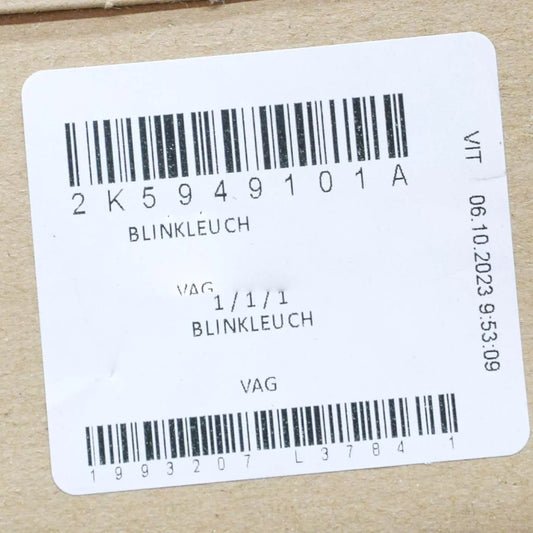 2K5949101A
BLINKLEUCH
VAG
1/1/1
BLINKLEUCH
VAG
1993207 L3784 1
VIT 06.10.2023 9:53:09